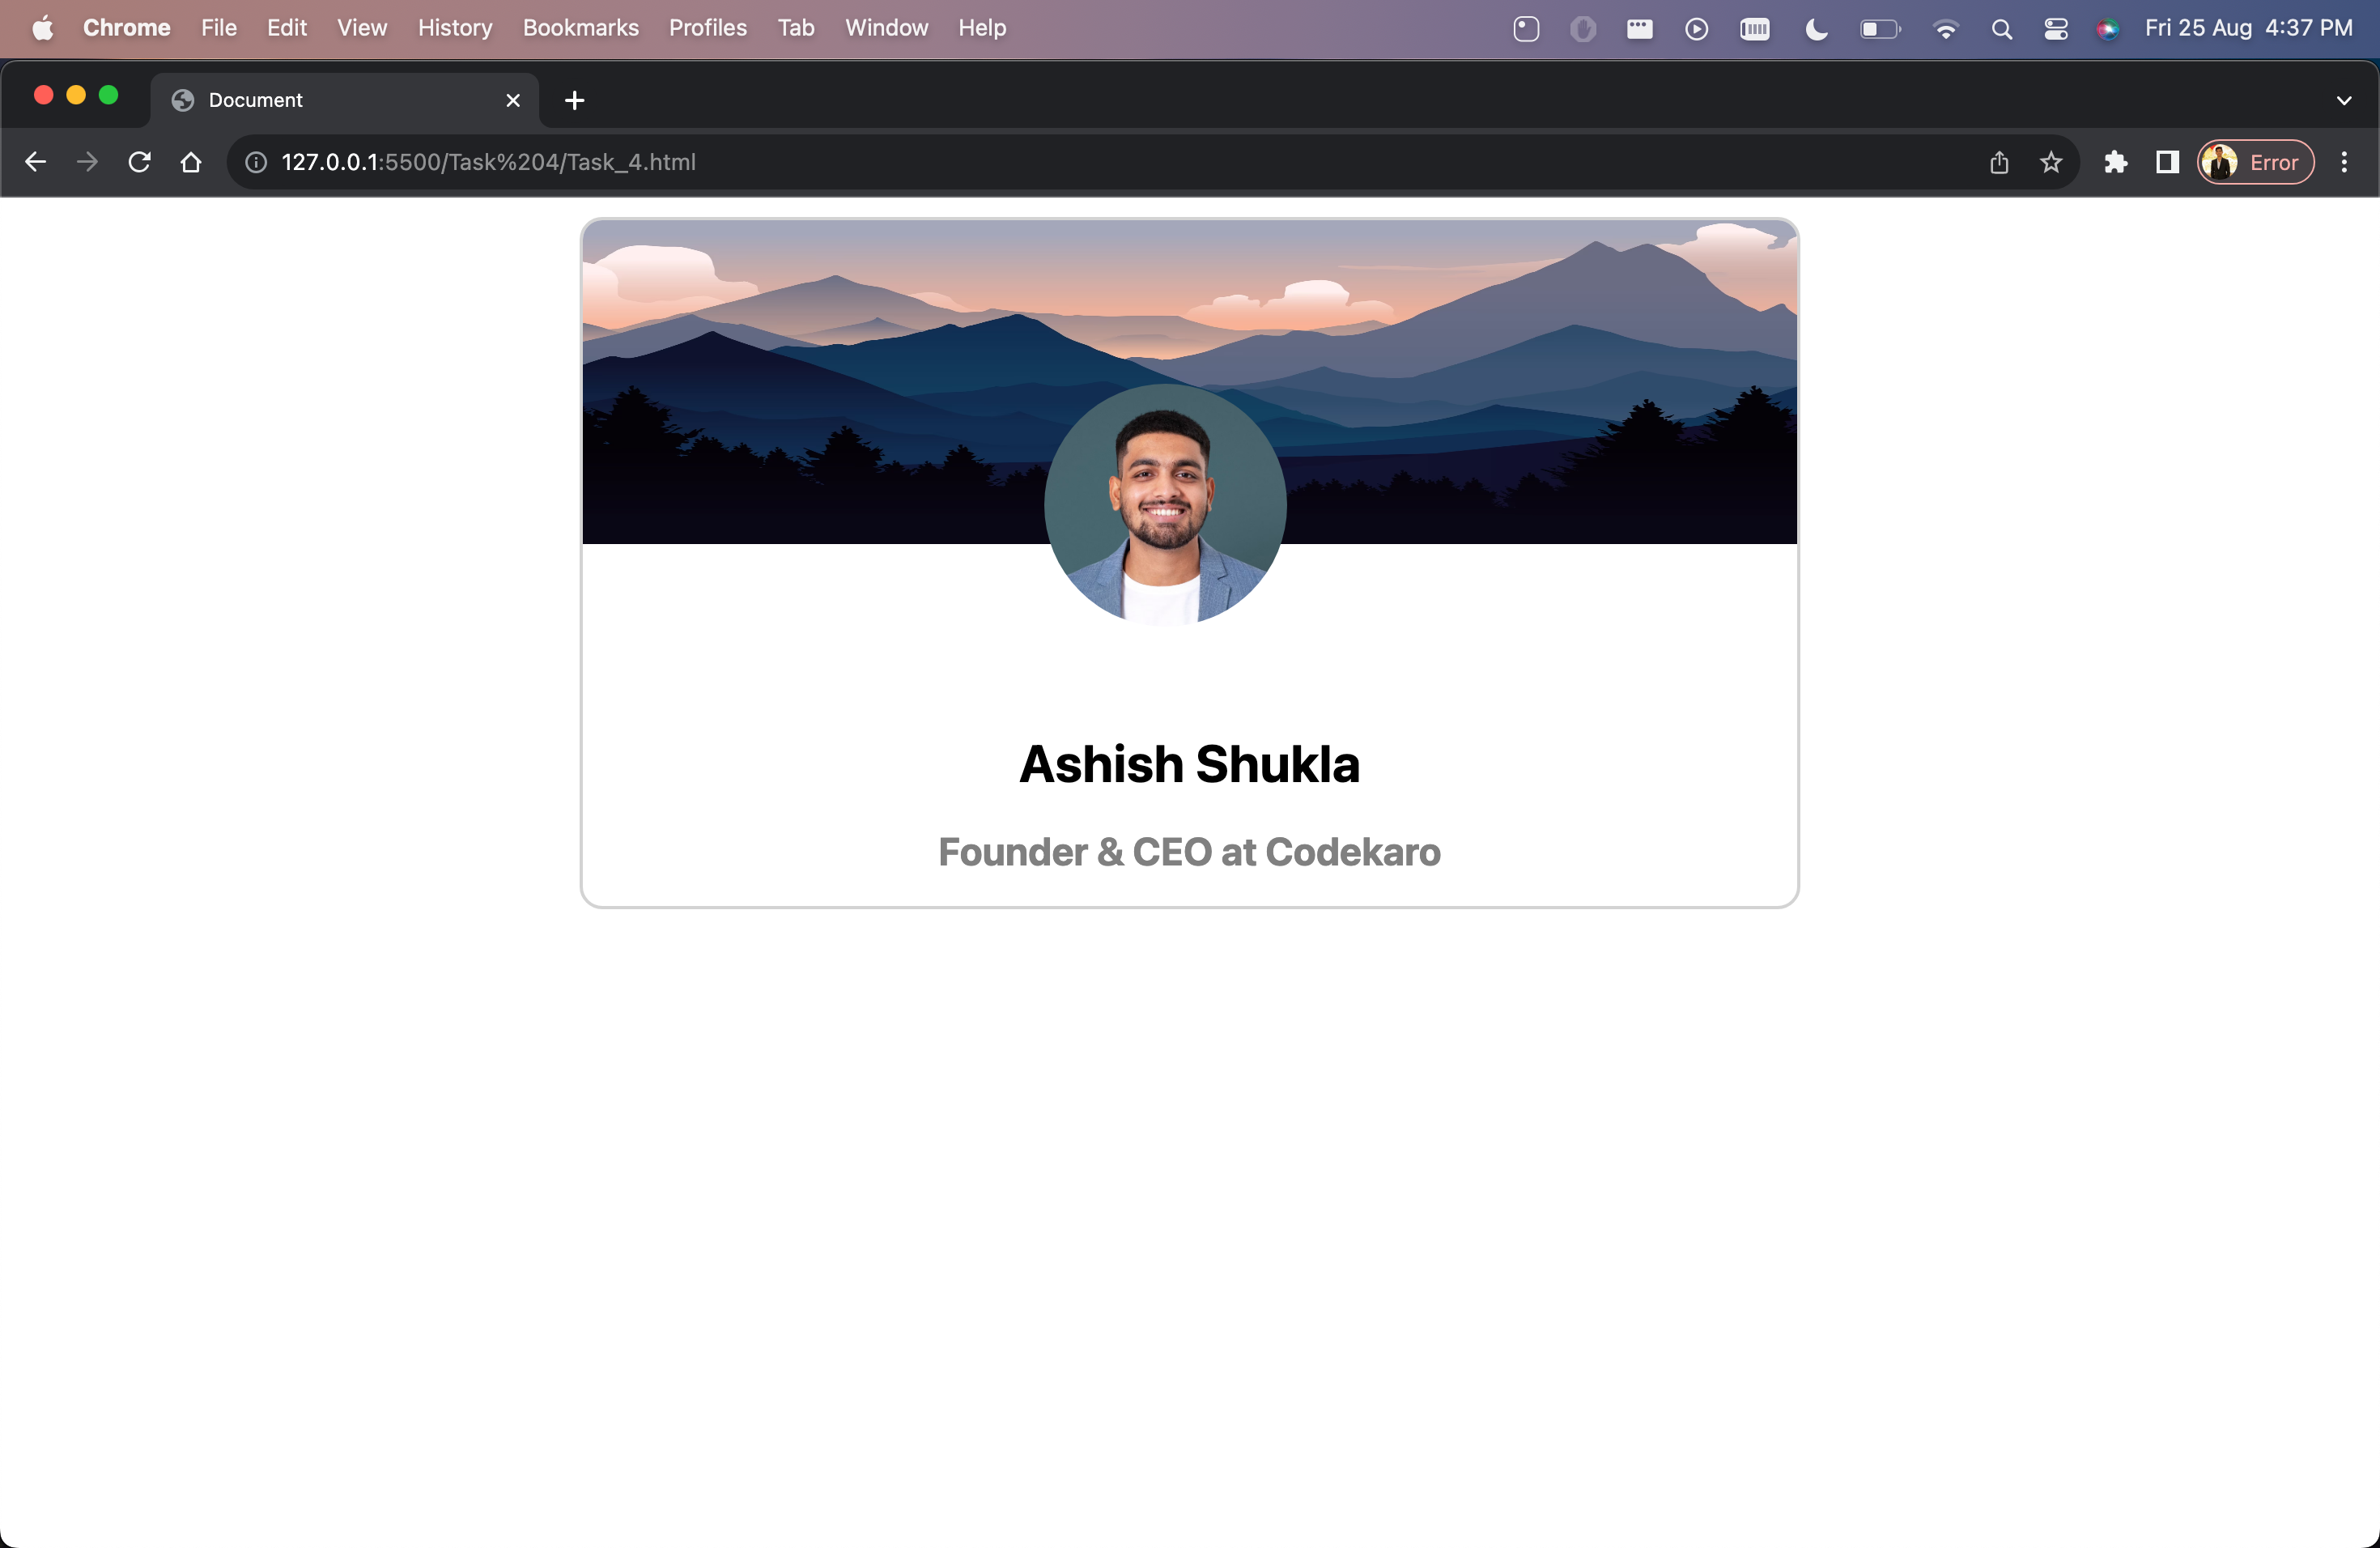 Chrome File Edit View History Bookmarks Profiles Tab Window Help Fri 25 Aug 4:37 PM
Document
127.0.0.1:5500/Task%204/Task_4.html Error
Ashish Shukla
Founder & CEO at Codekaro